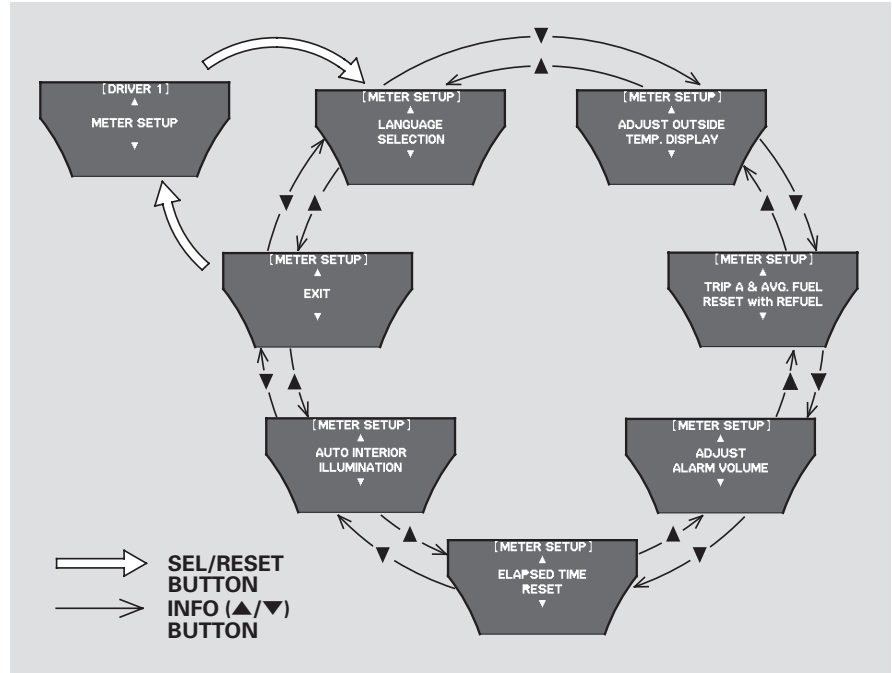 [DRIVER 1]
▲
METER SETUP
▼
[METER SETUP]
▲
LANGUAGE
SELECTION
▼
[METER SETUP]
▲
ADJUST OUTSIDE
TEMP. DISPLAY
▼
[METER SETUP]
▲
EXIT
▼
[METER SETUP]
▲
TRIP A & AVG. FUEL
RESET with REFUEL
▼
[METER SETUP]
▲
AUTO INTERIOR
ILLUMINATION
▼
[METER SETUP]
▲
ADJUST
ALARM VOLUME
▼
[METER SETUP]
▲
ELAPSED TIME
RESET
▼
SEL/RESET
BUTTON
INFO (▲/▼)
BUTTON